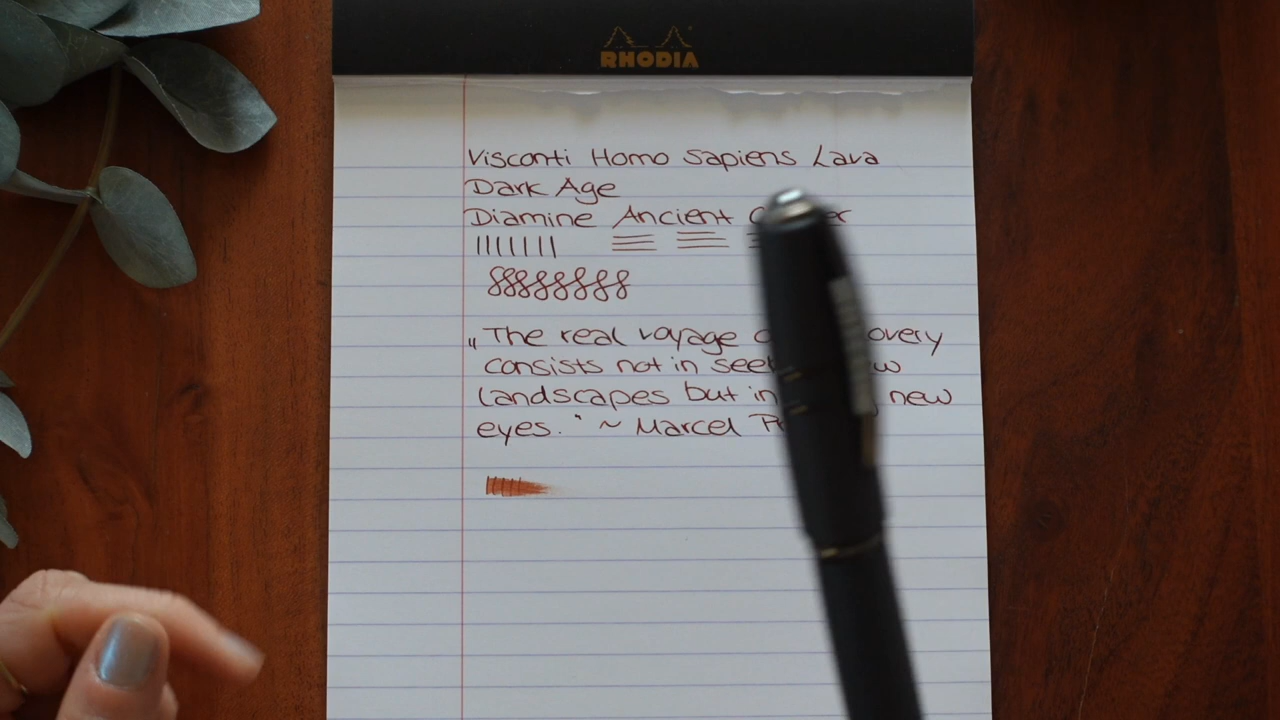 RHODIA
Visconti Homo Sapiens Lava
Dark Age
Diamine Ancient
„The real voyage
consists not in
landscapes but in new
eyes." ~ Marcel